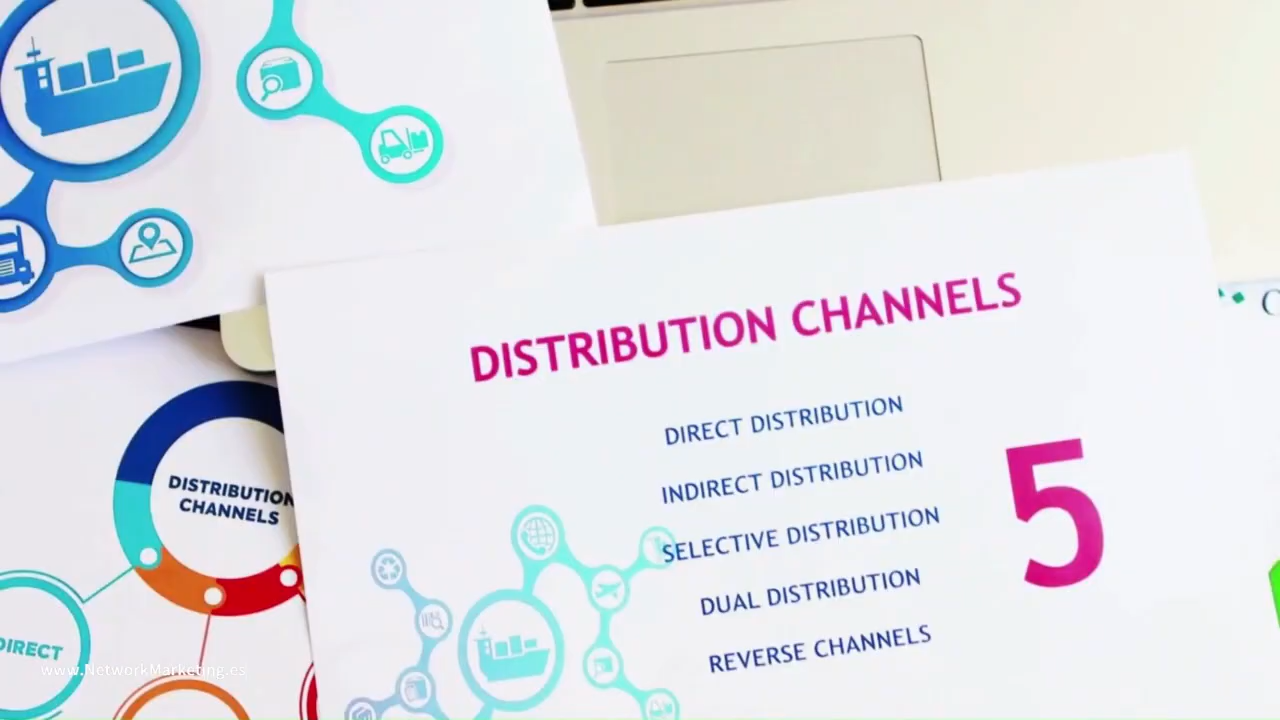 DISTRIBUTION CHANNELS
DIRECT DISTRIBUTION
INDIRECT DISTRIBUTION
SELECTIVE DISTRIBUTION
DUAL DISTRIBUTION
REVERSE CHANNELS
5
DISTRIBUTION
CHANNELS
DIRECT
www.NetworkMarketing.es